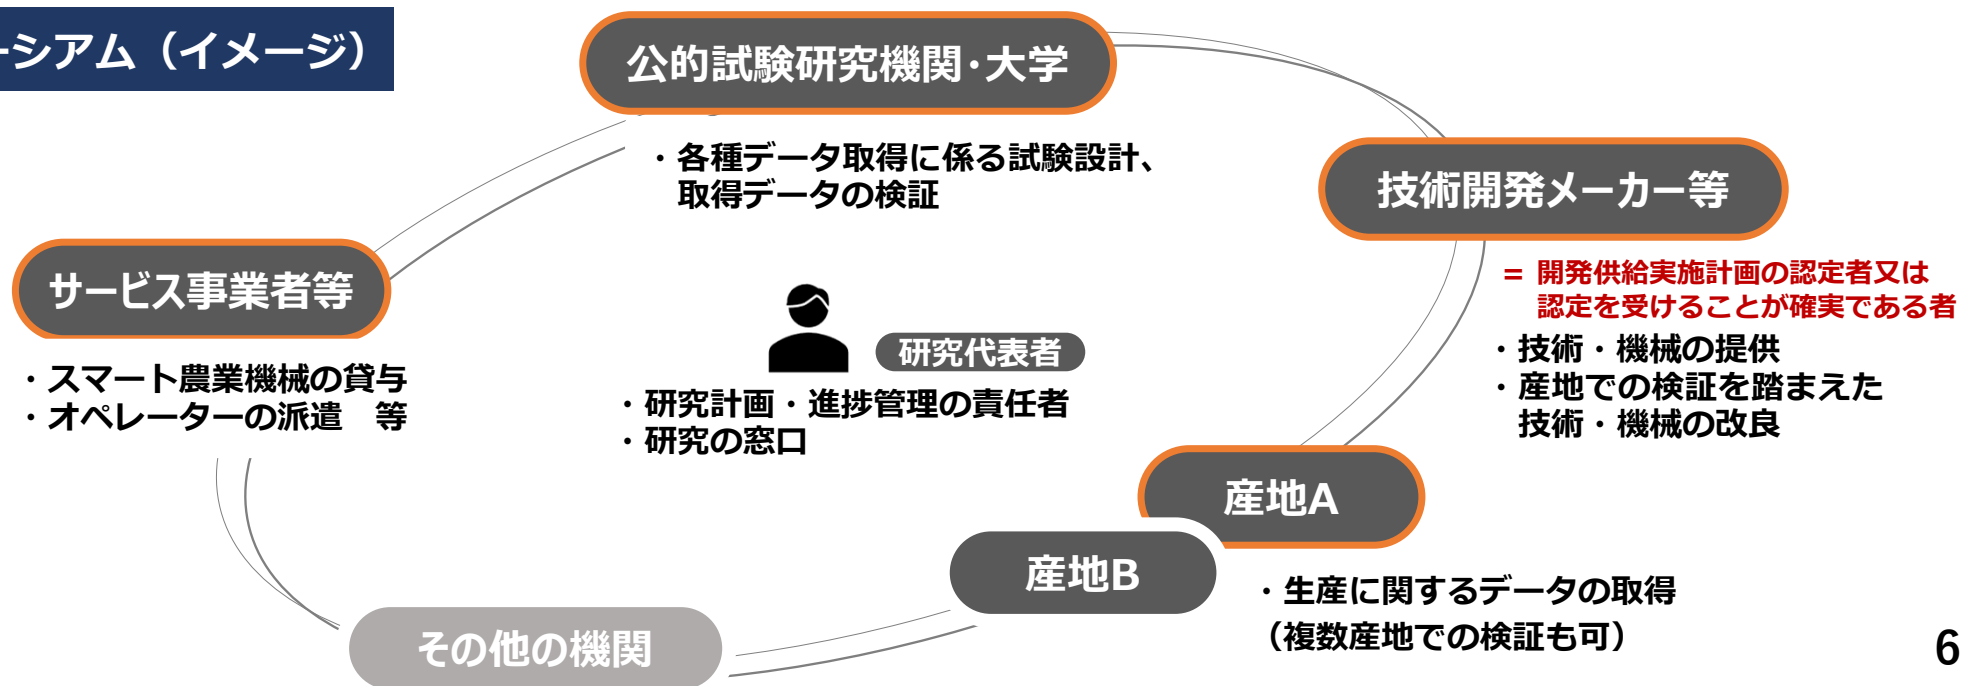 ーシアム（イメージ）
公的試験研究機関・大学
・各種データ取得に係る試験設計、
取得データの検証
技術開発メーカー等
= 開発供給実施計画の認定者又は
認定を受けることが確実である者
・技術・機械の提供
・産地での検証を踏まえた
技術・機械の改良
サービス事業者等
・スマート農業機械の貸与
・オペレーターの派遣　等
研究代表者
・研究計画・進捗管理の責任者
・研究の窓口
産地A
産地B
・生産に関するデータの取得
（複数産地での検証も可）
その他の機関
6